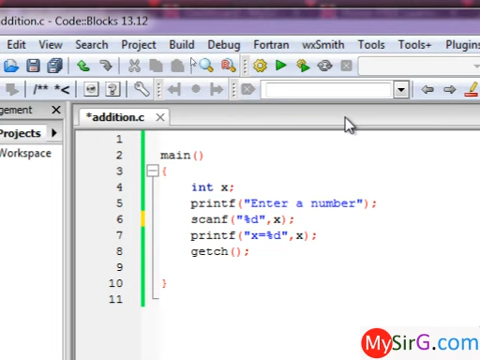 addition.c - Code::Blocks 13.12
Edit View Search Project Build Debug Fortran wxSmith Tools Tools+ Plugins
/** *<
gement
Projects
Workspace
*addition.c
1
2 main()
3 {
4 int x;
5 printf("Enter a number");
6 scanf("%d",x);
7 printf("x=%d",x);
8 getch();
9
10 }
11
MySirG.com